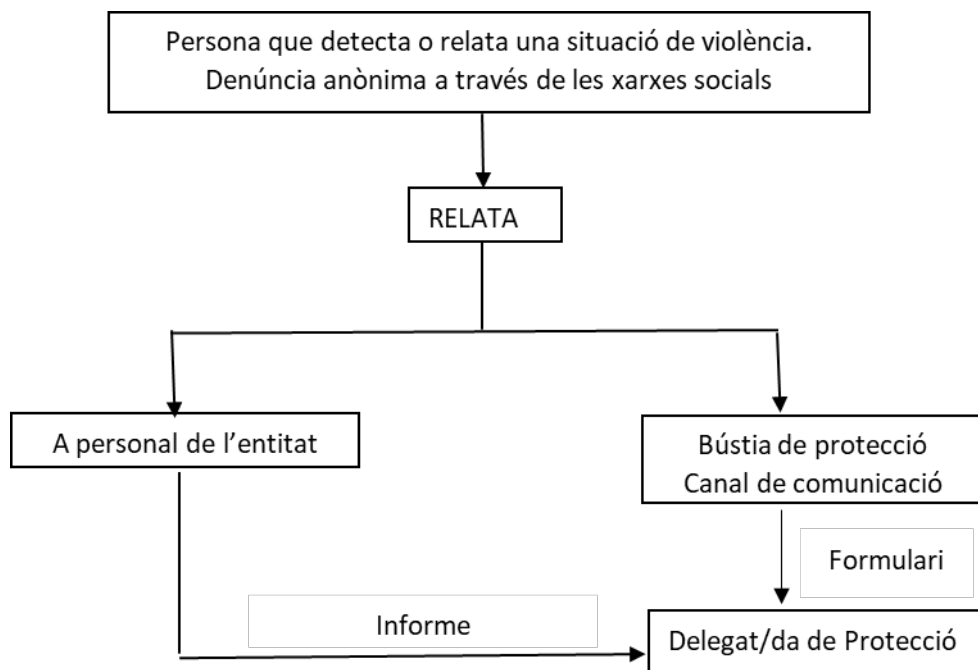 Persona que detecta o relata una situació de violència.
Denúncia anònima a través de les xarxes socials
RELATA
A personal de l’entitat
Bústia de protecció
Canal de comunicació
Formulari
Informe
Delegat/da de Protecció